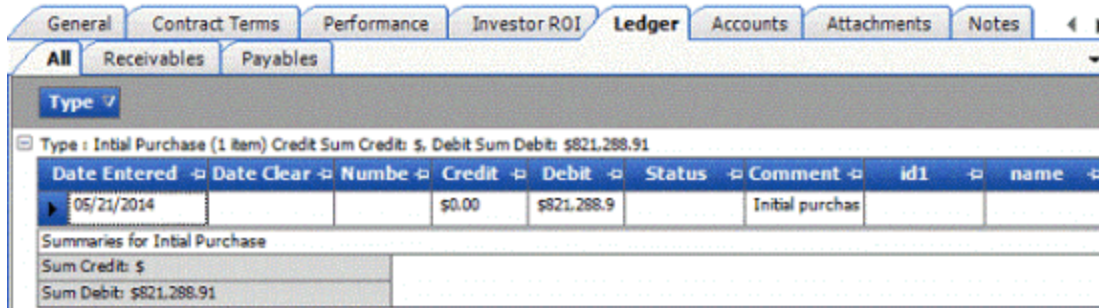 General Contract Terms Performance Investor ROI Ledger Accounts Attachments Notes
All Receivables Payables
Type
Type : Intial Purchase (1 item) Credit Sum Credit: $, Debit Sum Debit: $821,288.91
Date Entered Date Clear Numbe Credit Debit Status Comment id1 name
05/21/2014 $0.00 $821,288.9 Initial purchas
Summaries for Intial Purchase
Sum Credit: $
Sum Debit: $821,288.91